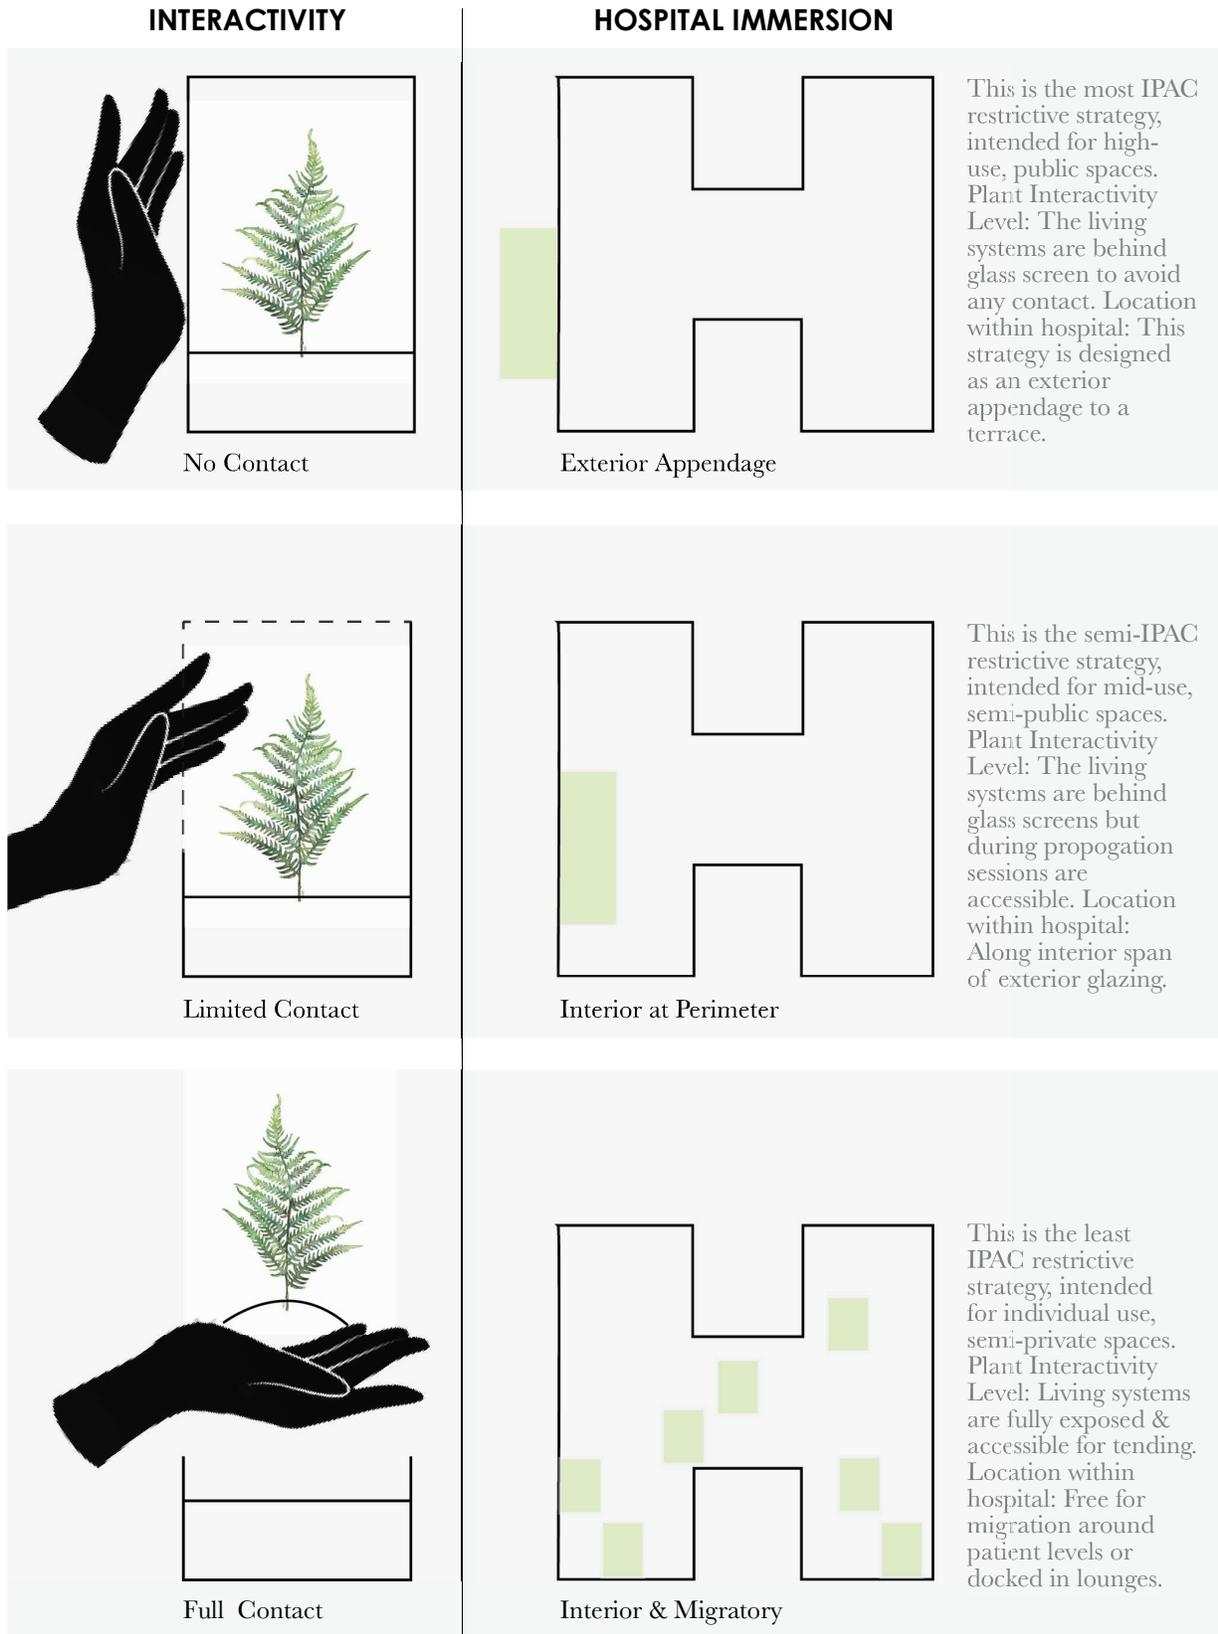 INTERACTIVITY
HOSPITAL IMMERSION
This is the most IPAC
restrictive strategy,
intended for high-
use, public spaces.
Plant Interactivity
Level: The living
systems are behind
glass screen to avoid
any contact. Location
within hospital: This
strategy is designed
as an exterior
appendage to a
terrace.
No Contact
Exterior Appendage
This is the semi-IPAC
restrictive strategy,
intended for mid-use,
semi-public spaces.
Plant Interactivity
Level: The living
systems are behind
glass screens but
during propogation
sessions are
accessible. Location
within hospital:
Along interior span
of exterior glazing.
Limited Contact
Interior at Perimeter
This is the least
IPAC restrictive
strategy, intended
for individual use,
semi-private spaces.
Plant Interactivity
Level: Living systems
are fully exposed &
accessible for tending.
Location within
hospital: Free for
migration around
patient levels or
docked in lounges.
Full Contact
Interior & Migratory